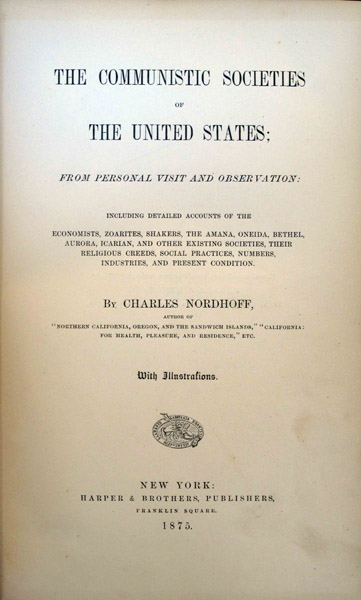 THE COMMUNISTIC SOCIETIES
OF
THE UNITED STATES;
FROM PERSONAL VISIT AND OBSERVATION:
INCLUDING DETAILED ACCOUNTS OF THE
ECONOMISTS, ZOARITES, SHAKERS, THE AMANA, ONEIDA, BETHEL,
AURORA, ICARIAN, AND OTHER EXISTING SOCIETIES, THEIR
RELIGIOUS CREEDS, SOCIAL PRACTICES, NUMBERS,
INDUSTRIES, AND PRESENT CONDITION.
BY CHARLES NORDHOFF,
AUTHOR OF
"NORTHERN CALIFORNIA, OREGON, AND THE SANDWICH ISLANDS," "CALIFORNIA:
FOR HEALTH, PLEASURE, AND RESIDENCE," ETC.
With Illustrations.
NEW YORK:
HARPER & BROTHERS, PUBLISHERS,
FRANKLIN SQUARE.
1875.